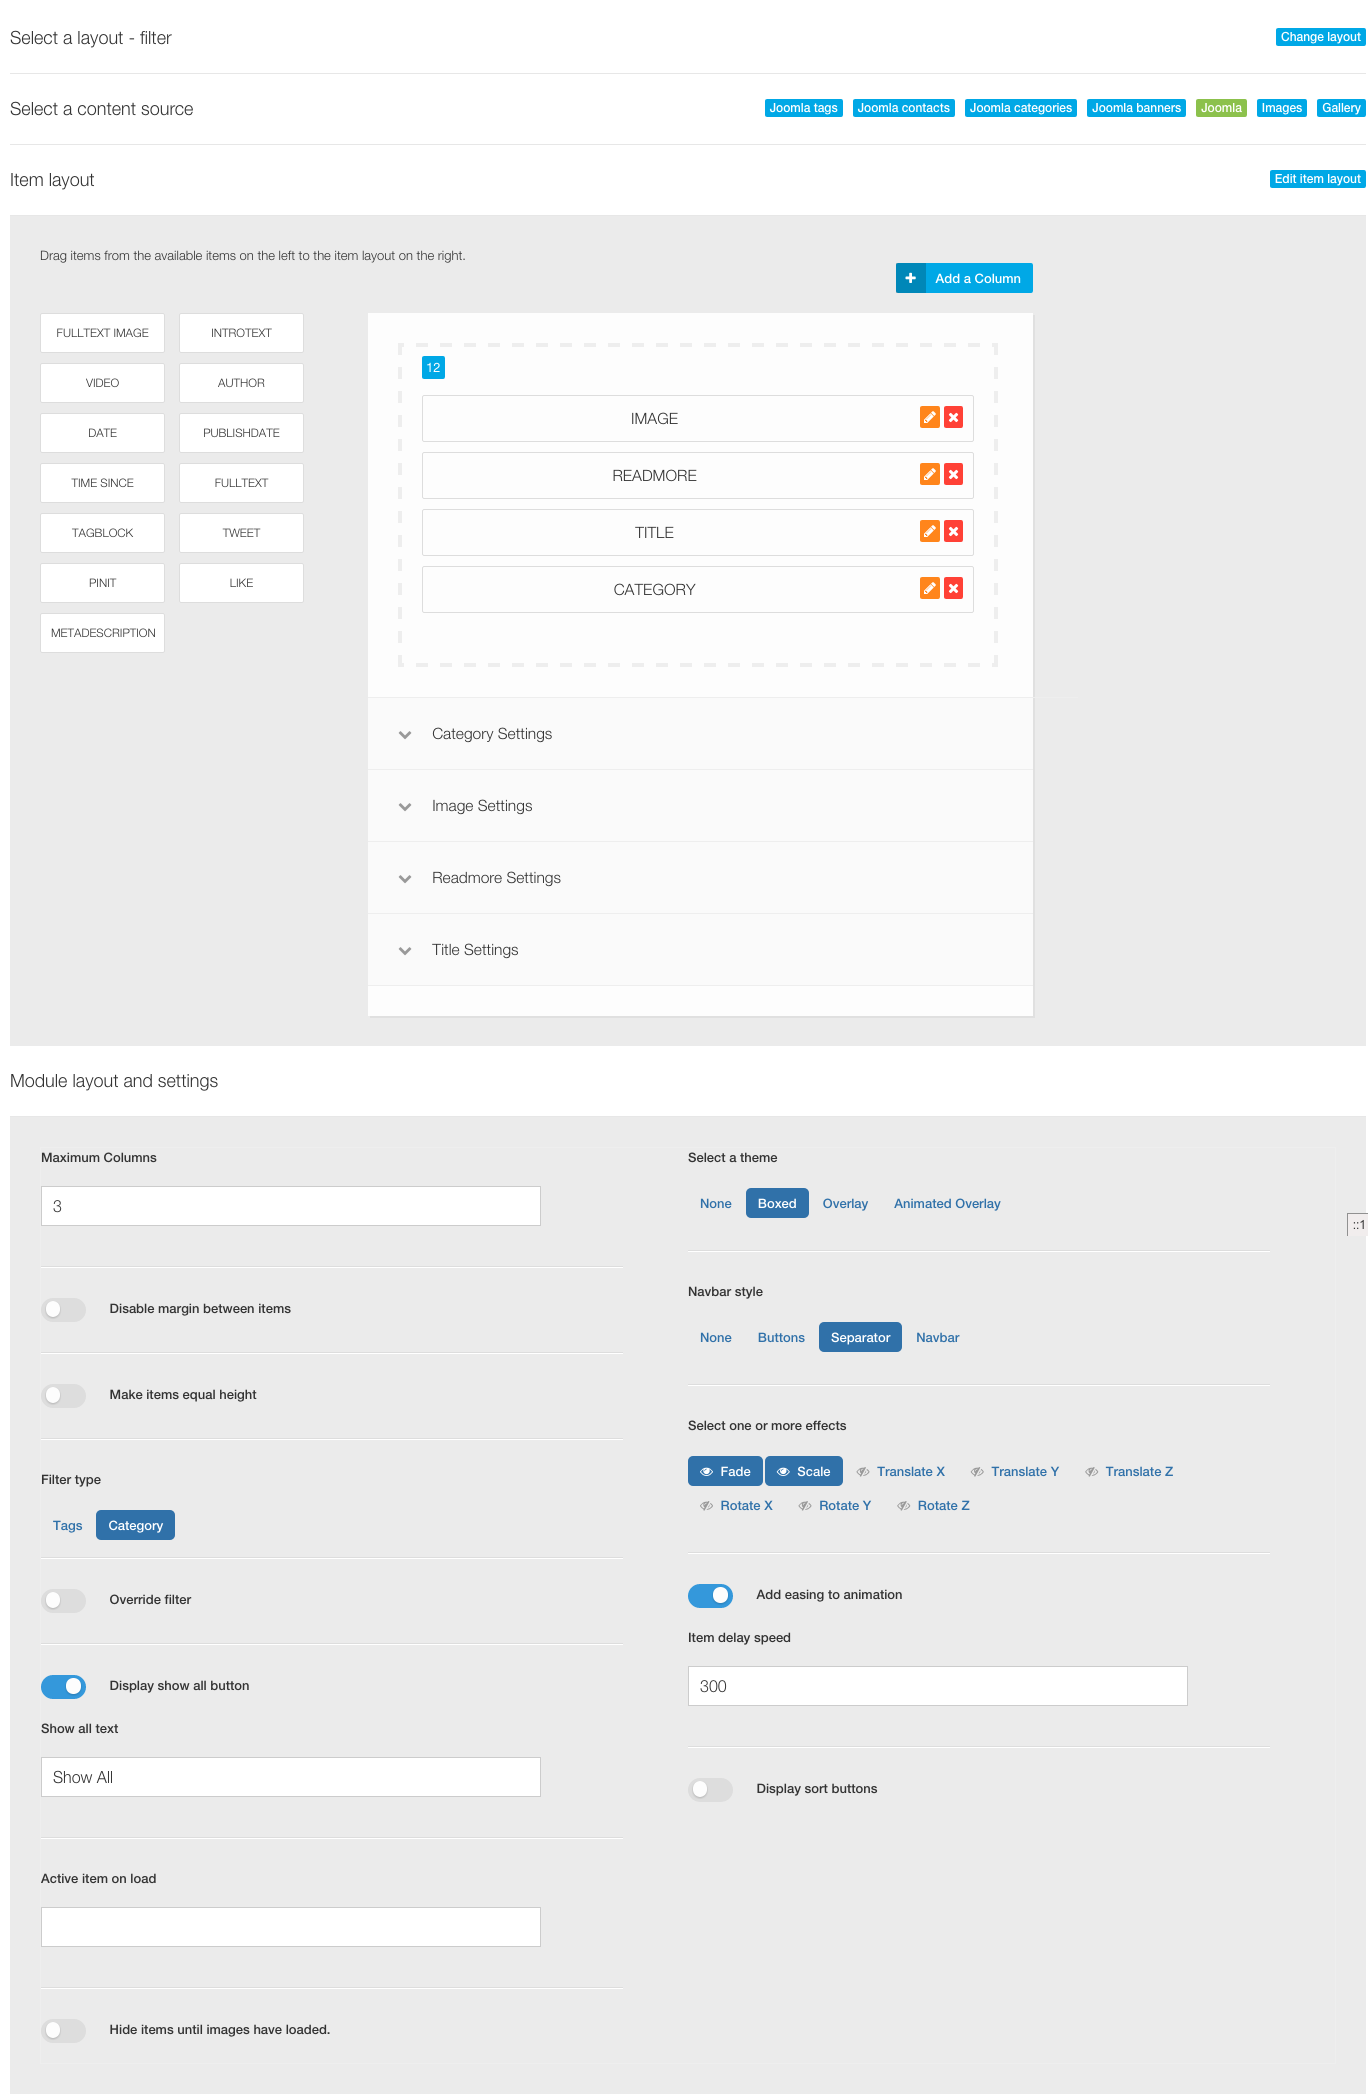 Select a layout - filter
Change layout
Select a content source
Joomla tags Joomla contacts Joomla categories Joomla banners Joomla Images Gallery
Item layout
Edit item layout
Drag items from the available items on the left to the item layout on the right.
Add a Column
FULLTEXT IMAGE INTROTEXT
VIDEO AUTHOR
DATE PUBLISHDATE
TIME SINCE FULLTEXT
TAGBLOCK TWEET
PINIT LIKE
METADESCRIPTION
12
IMAGE
READMORE
TITLE
CATEGORY
Category Settings
Image Settings
Readmore Settings
Title Settings
Module layout and settings
Maximum Columns
3
Disable margin between items
Make items equal height
Filter type
Tags Category
Override filter
Display show all button
Show all text
Show All
Active item on load
Hide items until images have loaded.
Select a theme
None Boxed Overlay Animated Overlay
::1
Navbar style
None Buttons Separator Navbar
Select one or more effects
Fade Scale Translate X Translate Y Translate Z
Rotate X Rotate Y Rotate Z
Add easing to animation
Item delay speed
300
Display sort buttons